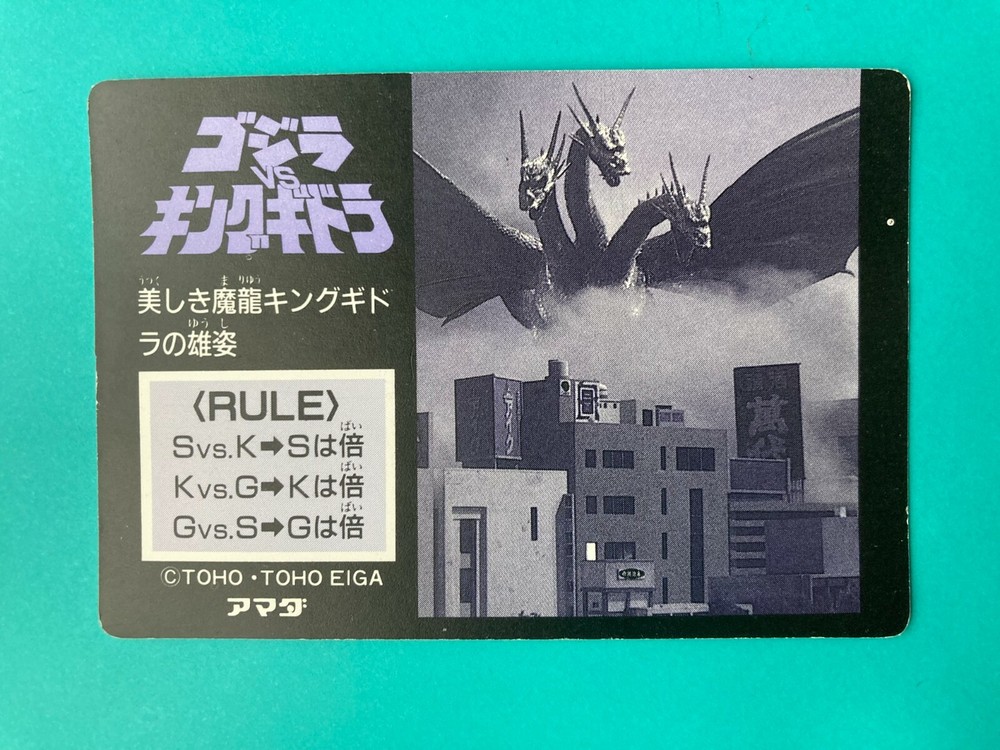 ゴジラ
VS
キングギドラ
美しき魔龍キングギド
ラの雄姿
〈RULE〉
Svs.K➡Sは倍
Kvs.G➡Kは倍
Gvs.S➡Gは倍
©TOHO・TOHO EIGA
アマダ